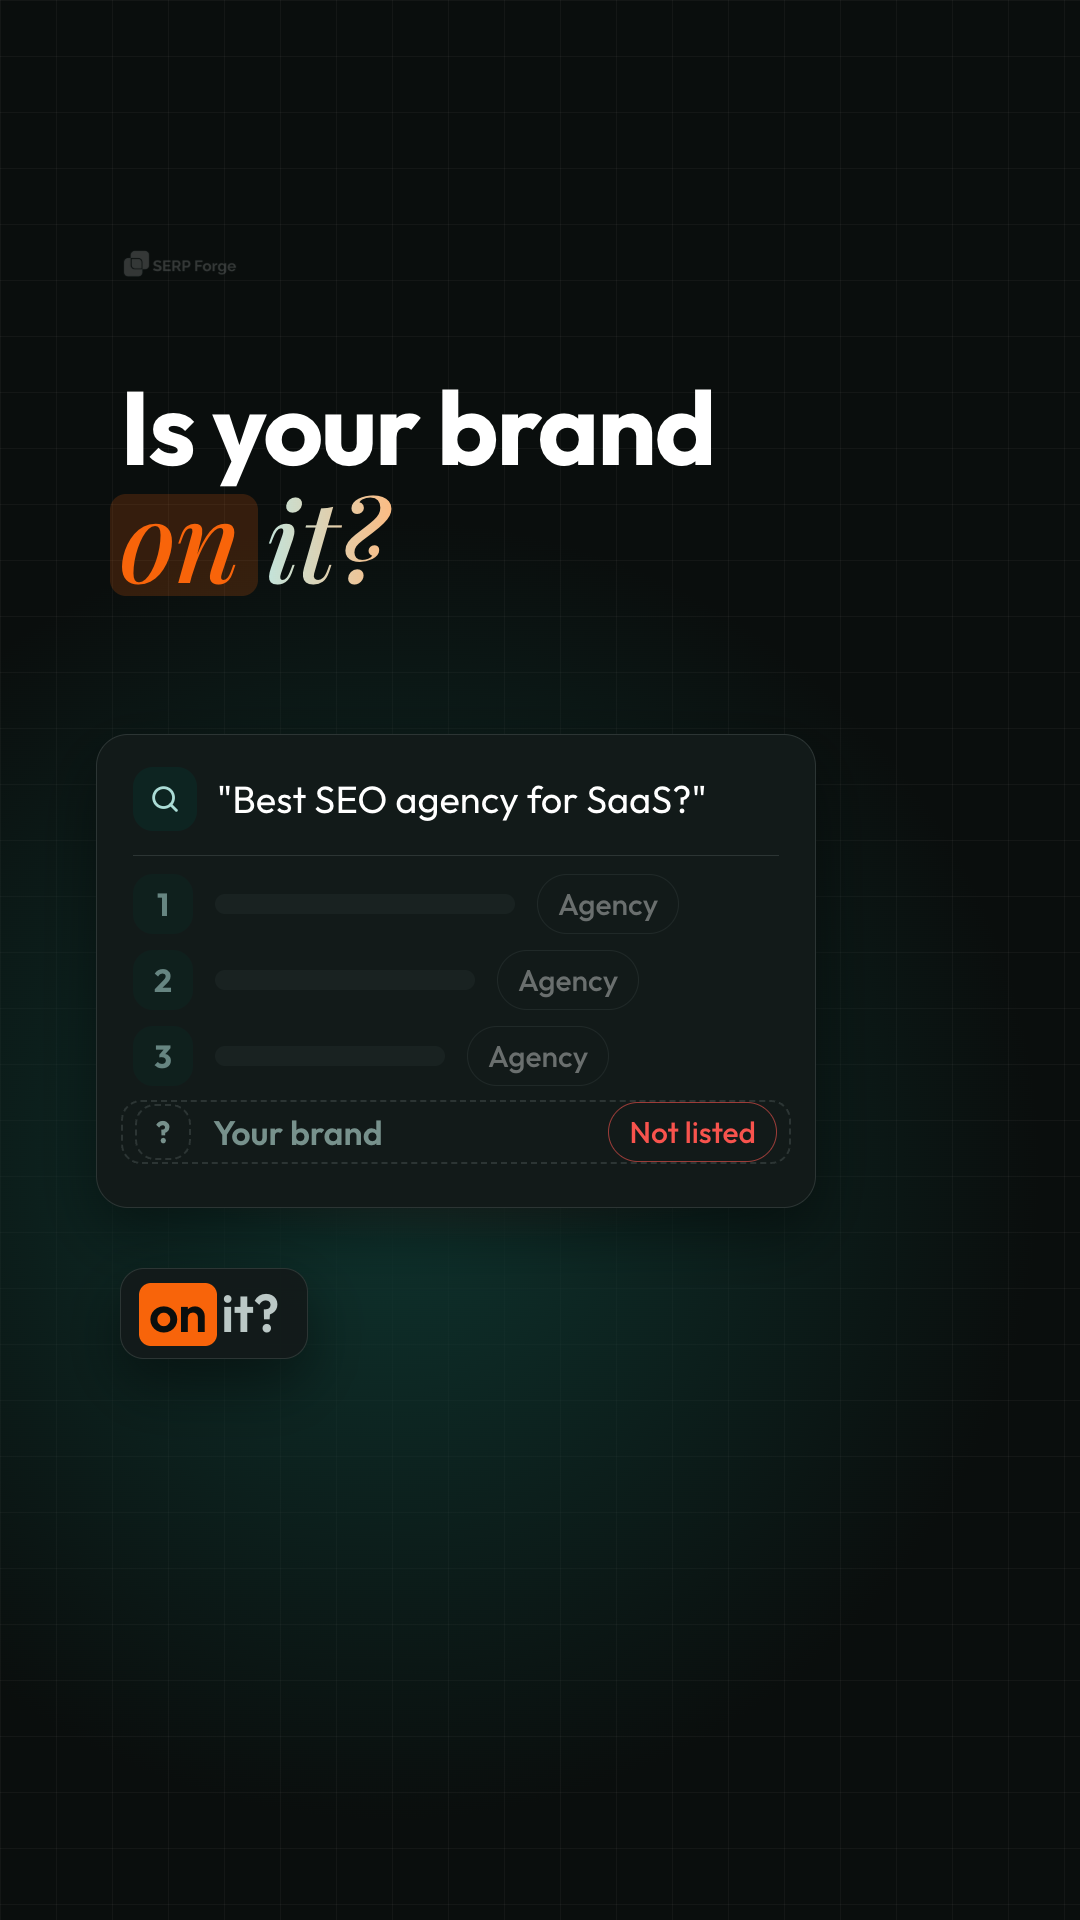 SERP Forge
Is your brand
on it?
"Best SEO agency for SaaS?"
1 Agency
2 Agency
3 Agency
? Your brand Not listed
on it?